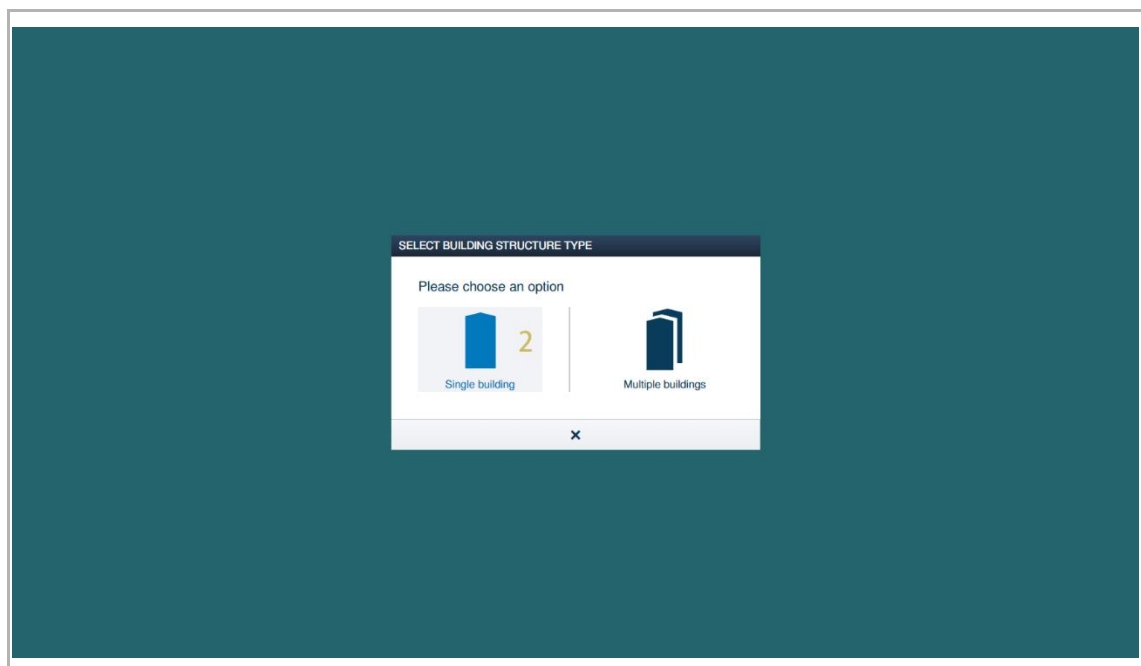 SELECT BUILDING STRUCTURE TYPE
Please choose an option
2
Single building
Multiple buildings